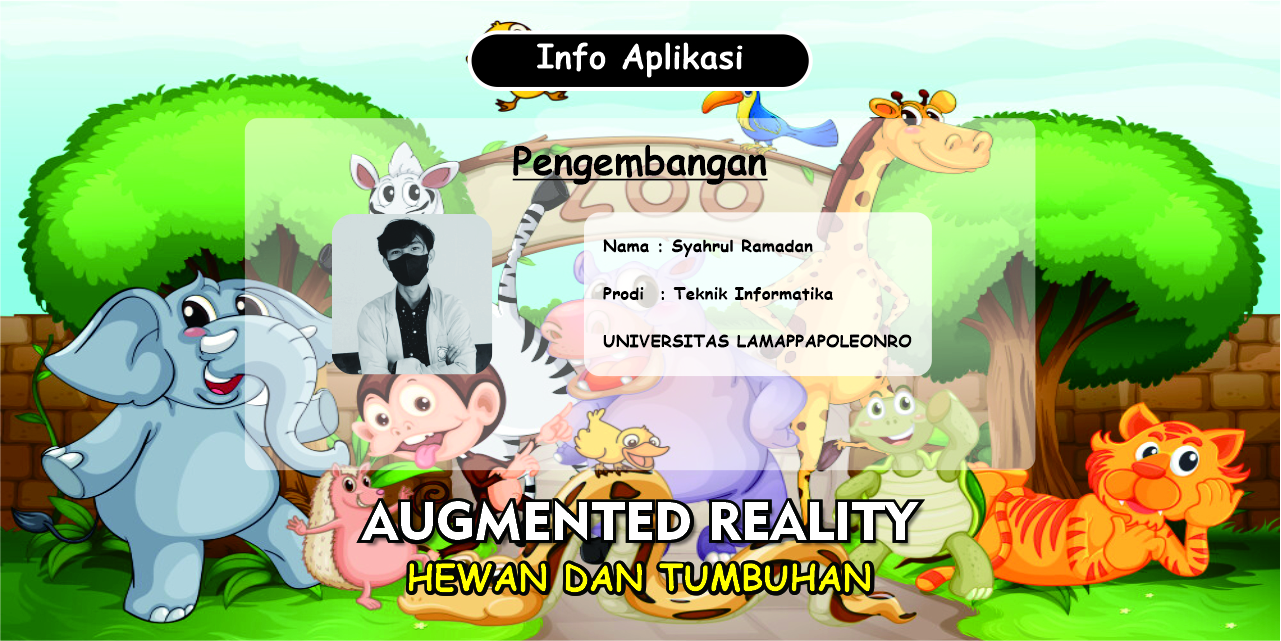 Info Aplikasi
Pengembangan
ZOO
Nama : Syahrul Ramadan
Prodi : Teknik Informatika
UNIVERSITAS LAMAPPAPOLEONRO
AUGMENTED REALITY
HEWAN DAN TUMBUHAN